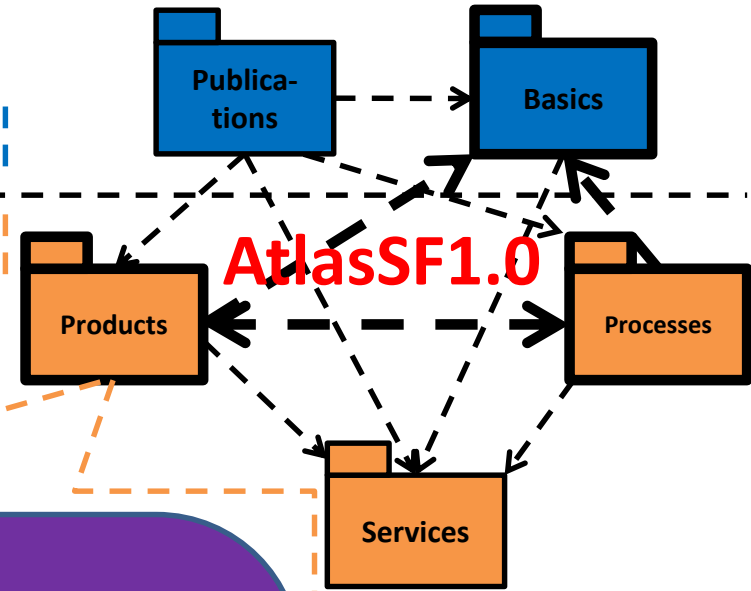 Publica-
tions
Basics
AtlasSF1.0
Products
Processes
Services